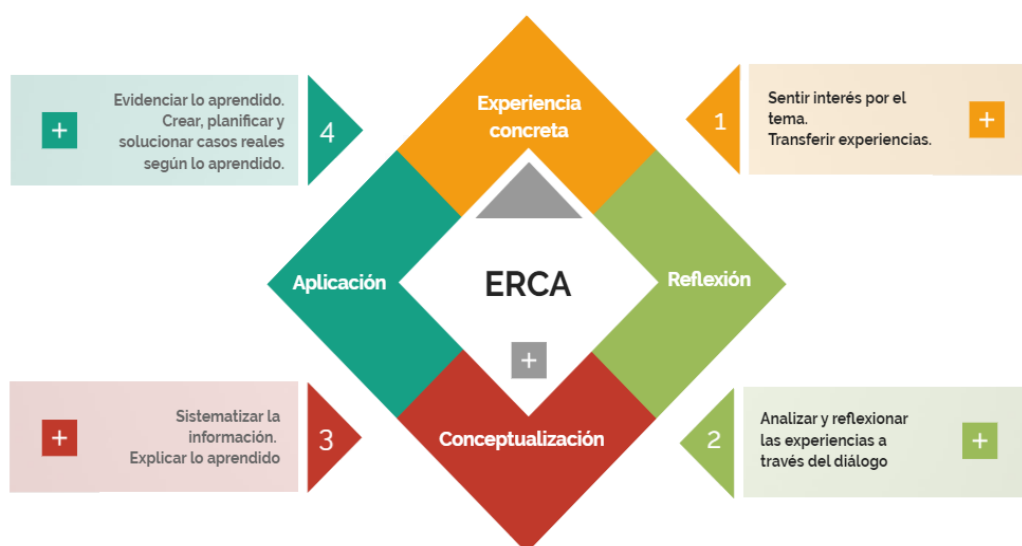 Evidenciar lo aprendido.
Crear, planificar y
solucionar casos reales
según lo aprendido.
4
Experiencia
concreta
1
Sentir interés por el
tema.
Transferir experiencias.
Aplicación
ERCA
Reflexión
Sistematizar la
información.
Explicar lo aprendido
3
Conceptualización
2
Analizar y reflexionar
las experiencias a
través del diálogo